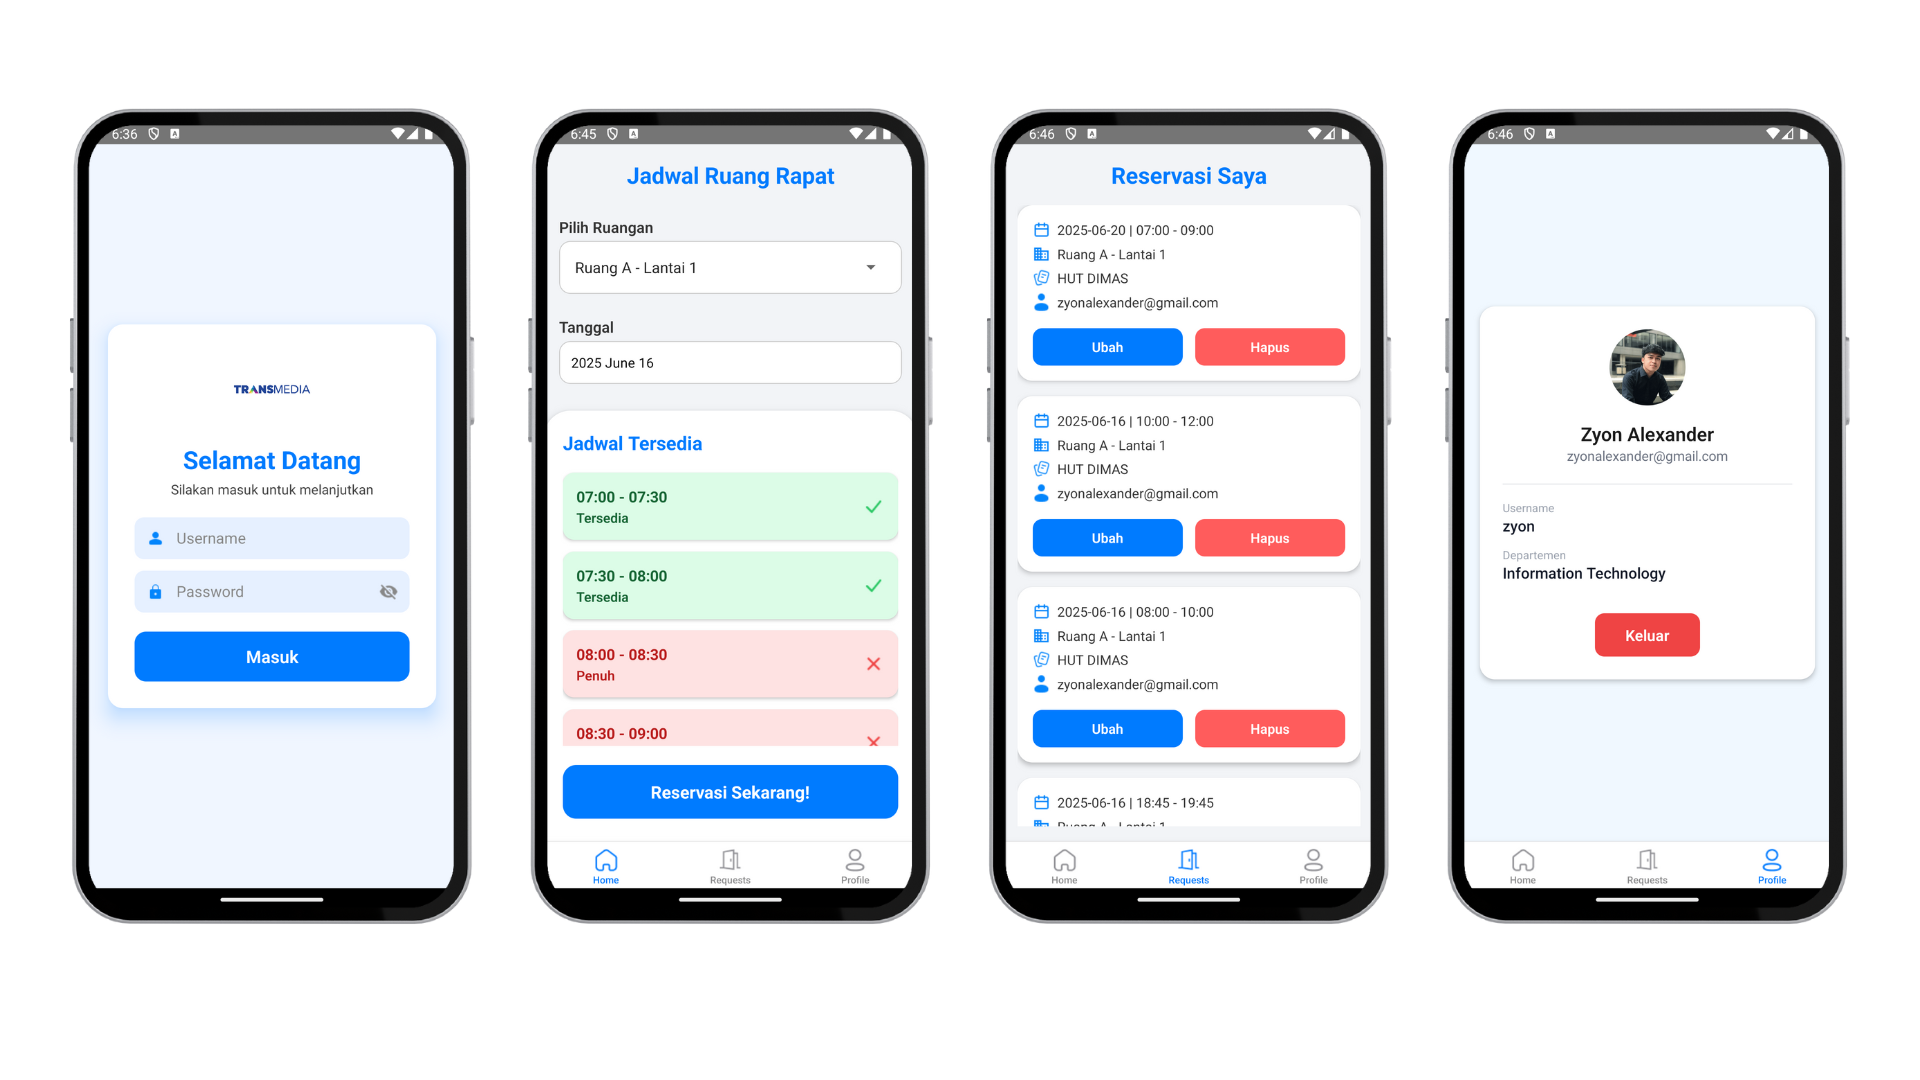 6:36
TRANSMEDIA
Selamat Datang
Silakan masuk untuk melanjutkan
Username
Password
Masuk
6:45
Jadwal Ruang Rapat
Pilih Ruangan
Ruang A - Lantai 1
Tanggal
2025 June 16
Jadwal Tersedia
07:00 - 07:30
Tersedia
07:30 - 08:00
Tersedia
08:00 - 08:30
Penuh
08:30 - 09:00
Reservasi Sekarang!
Home Requests Profile
6:46
Reservasi Saya
2025-06-20 | 07:00 - 09:00
Ruang A - Lantai 1
HUT DIMAS
zyonalexander@gmail.com
Ubah Hapus
2025-06-16 | 10:00 - 12:00
Ruang A - Lantai 1
HUT DIMAS
zyonalexander@gmail.com
Ubah Hapus
2025-06-16 | 08:00 - 10:00
Ruang A - Lantai 1
HUT DIMAS
zyonalexander@gmail.com
Ubah Hapus
2025-06-16 | 18:45 - 19:45
Ruang A - Lantai 1
Home Requests Profile
6:46
Zyon Alexander
zyonalexander@gmail.com
Username
zyon
Departemen
Information Technology
Keluar
Home Requests Profile